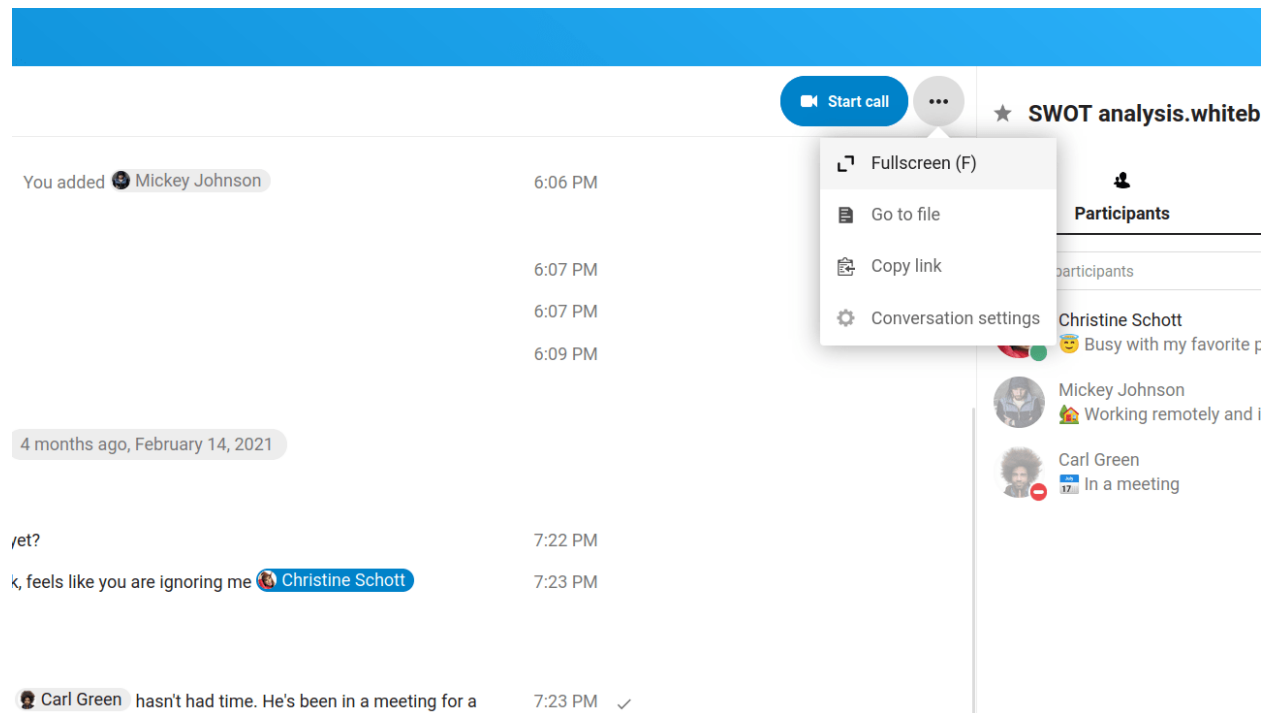 Start call
SWOT analysis.whiteb
You added Mickey Johnson 6:06 PM
Fullscreen (F)
Go to file
Copy link
Conversation settings
Participants
participants
6:07 PM
6:07 PM
6:09 PM
Christine Schott
Busy with my favorite p
Mickey Johnson
Working remotely and i
Carl Green
In a meeting
4 months ago, February 14, 2021
yet? 7:22 PM
k, feels like you are ignoring me Christine Schott 7:23 PM
Carl Green hasn't had time. He's been in a meeting for a 7:23 PM